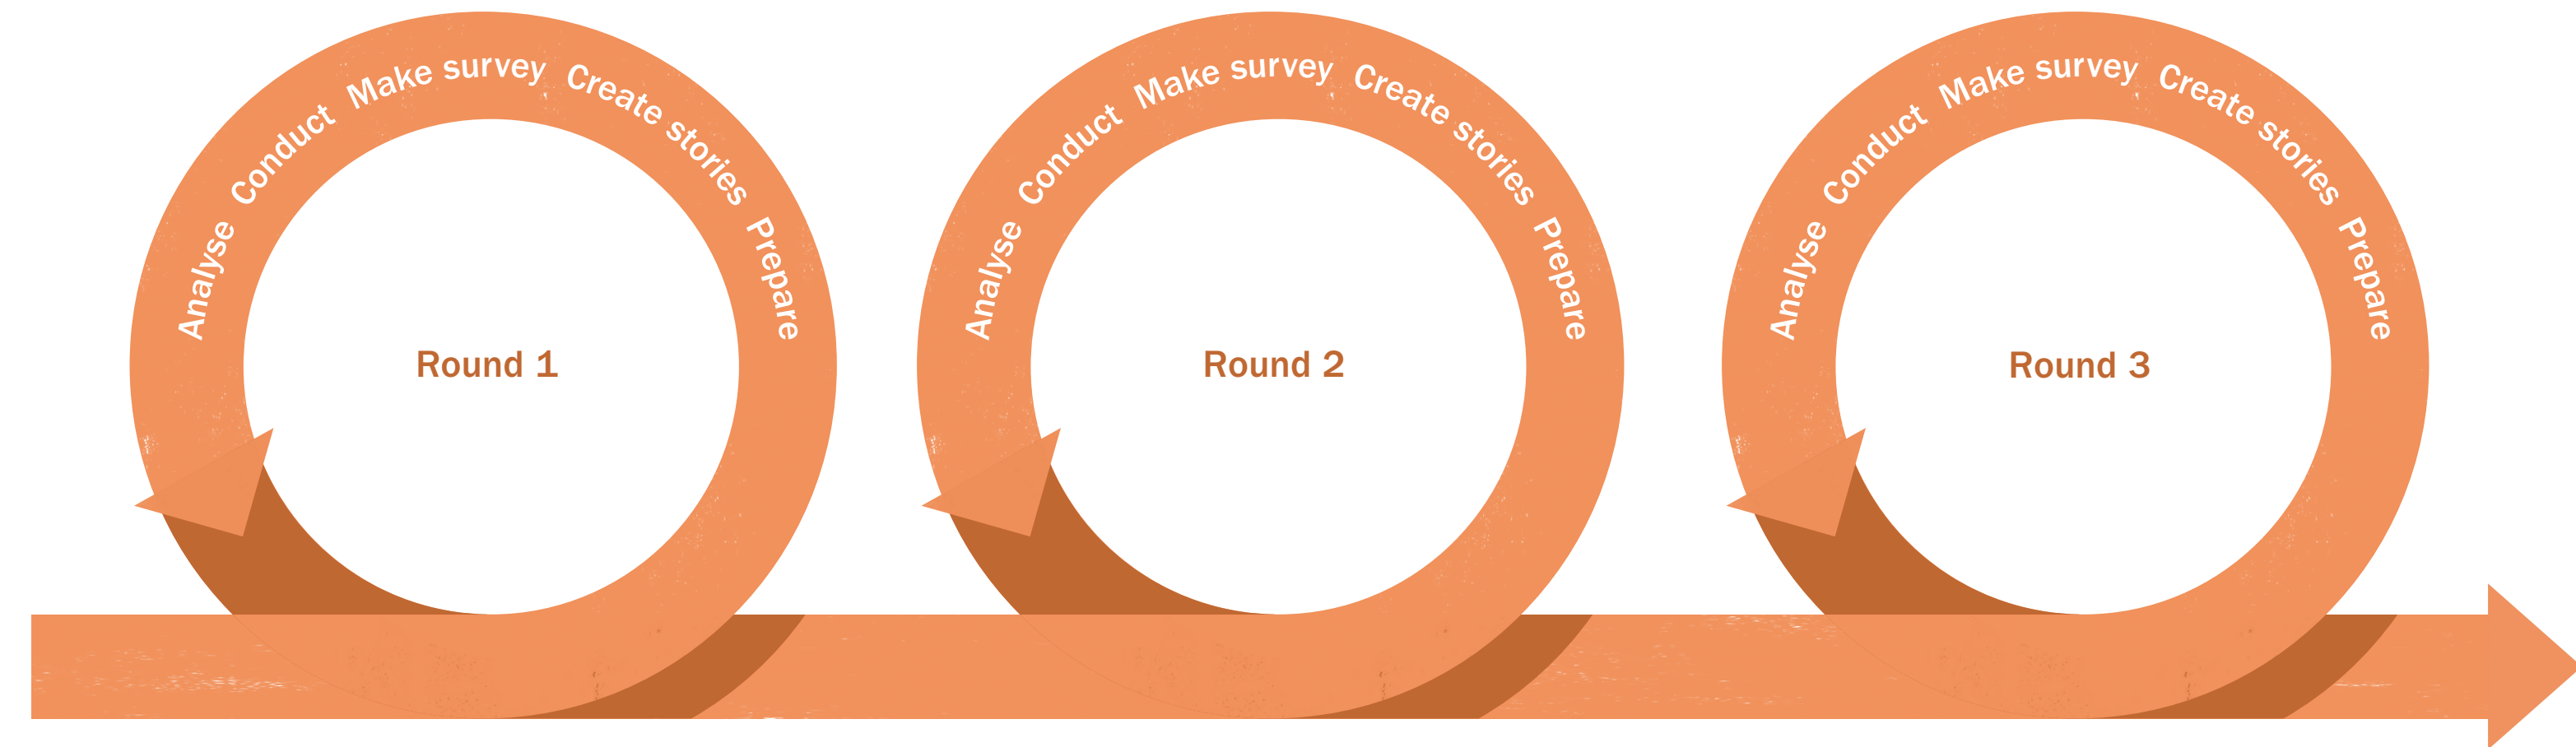 Analyse Conduct Make survey Create stories Prepare
Round 1
Analyse Conduct Make survey Create stories Prepare
Round 2
Analyse Conduct Make survey Create stories Prepare
Round 3